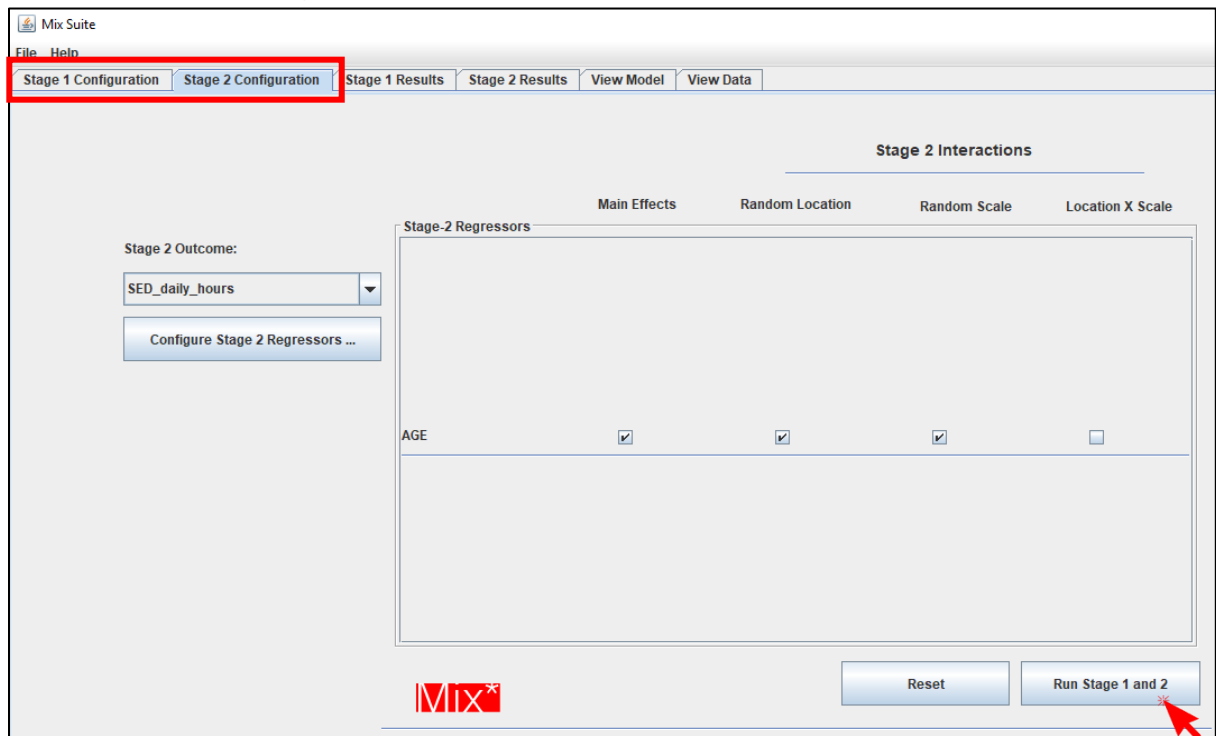 Mix Suite
File Help
Stage 1 Configuration Stage 2 Configuration Stage 1 Results Stage 2 Results View Model View Data
Stage 2 Interactions
Main Effects Random Location Random Scale Location X Scale
Stage-2 Regressors
Stage 2 Outcome:
SED_daily_hours
Configure Stage 2 Regressors ...
AGE
Mix*
Reset Run Stage 1 and 2